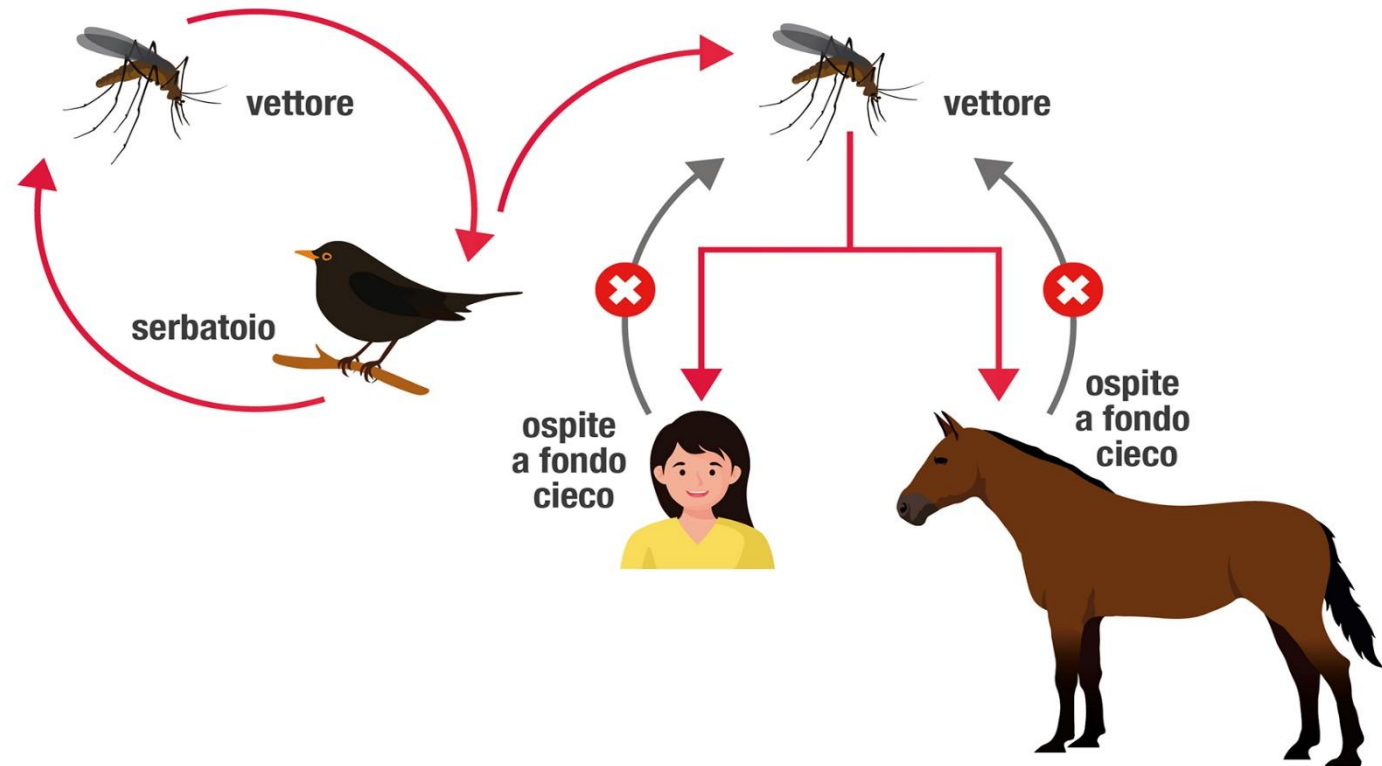 vettore
vettore
serbatoio
ospite
a fondo
cieco
ospite
a fondo
cieco